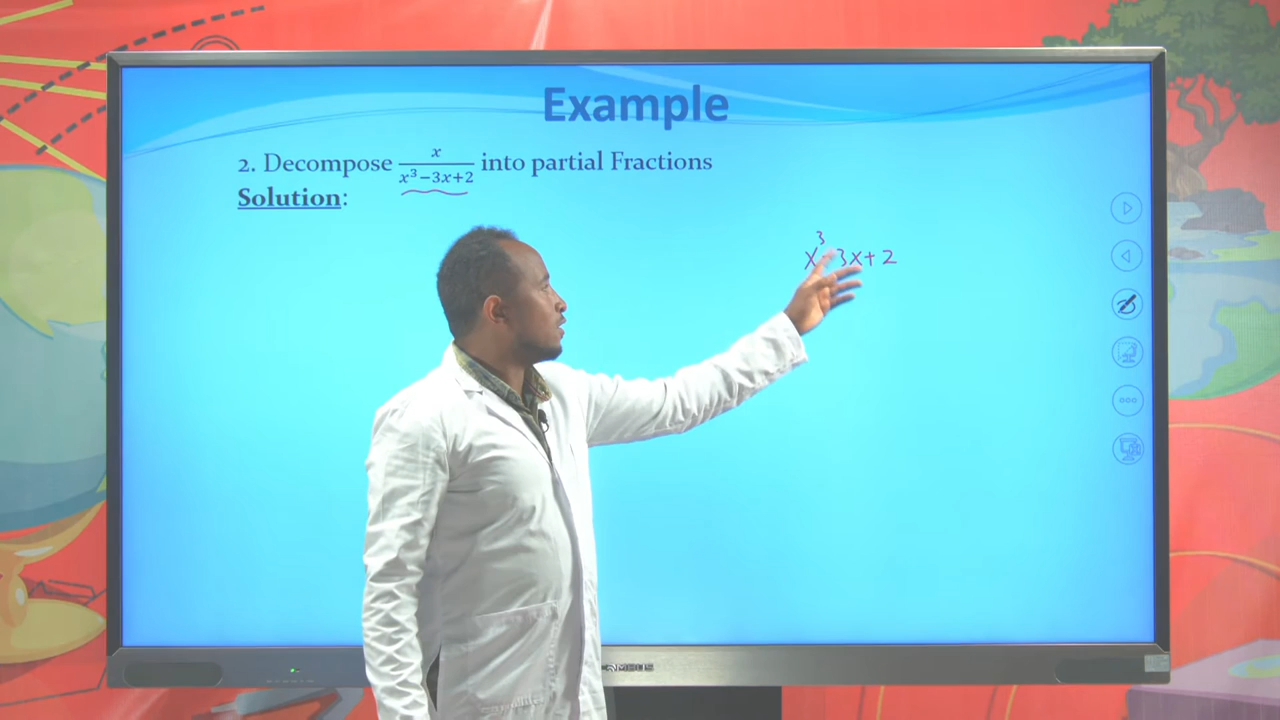 Example
2. Decompose x/(x³−3x+2) into partial Fractions
Solution:
x³-3x+2